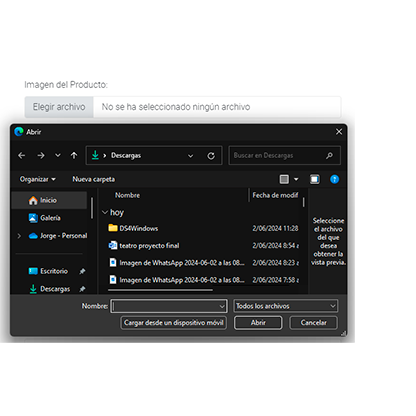 Imagen del Producto:
Elegir archivo No se ha seleccionado ningún archivo
Abrir
Descargas
Buscar en Descargas
Organizar Nueva carpeta
Inicio
Galería
Jorge - Personal
Escritorio
Descargas
Nombre Fecha de modif
hoy
DS4Windows 2/06/2024 11:28
teatro proyecto final 2/06/2024 8:54 a
Imagen de WhatsApp 2024-06-02 a las 08... 2/06/2024 8:23 a
Imagen de WhatsApp 2024-06-02 a las 08... 2/06/2024 7:58 a
Seleccione
el archivo
del que
desea
obtener la
vista previa.
Nombre: Todos los archivos
Cargar desde un dispositivo móvil Abrir Cancelar